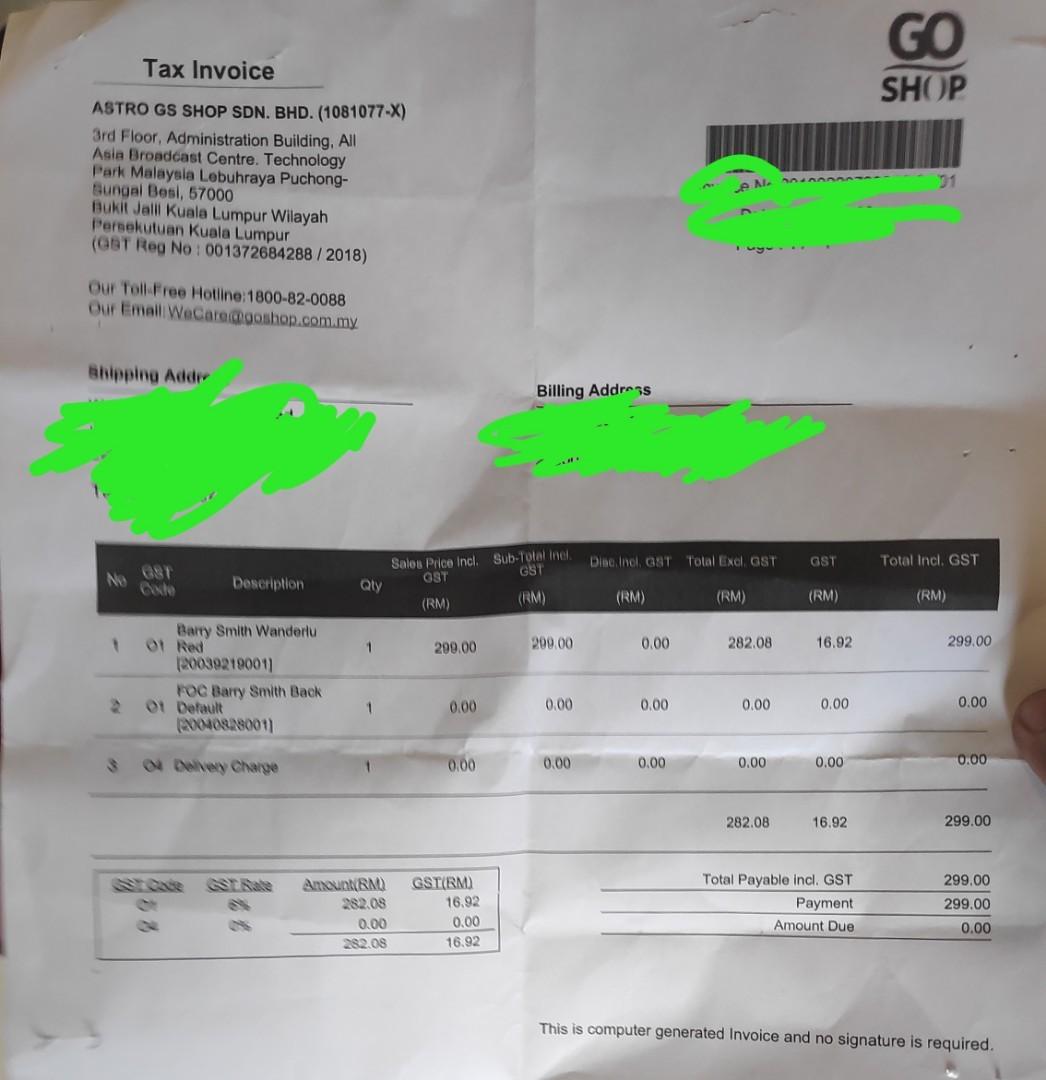 GO
SHOP
Tax Invoice
ASTRO GS SHOP SDN. BHD. (1081077-X)
3rd Floor, Administration Building, All
Asia Broadcast Centre. Technology
Park Malaysia Lebuhraya Puchong-
Sungai Besi, 57000
Bukit Jalil Kuala Lumpur Wilayah
Persekutuan Kuala Lumpur
(GST Reg No : 001372684288 / 2018)
Our Toll-Free Hotline:1800-82-0088
Our Email: WeCare@goshop.com.my
Shipping
Billing Address
No GST Code Description Qty Sales Price Incl. GST (RM) Sub-Total Incl. GST (RM) Disc.Incl. GST (RM) Total Excl. GST (RM) GST (RM) Total Incl. GST (RM)
1 O1 Barry Smith Wanderlu Red [20039219001] 1 299.00 299.00 0.00 282.08 16.92 299.00
2 O1 FOC Barry Smith Back Default [20040828001] 1 0.00 0.00 0.00 0.00 0.00 0.00
3 O4 Delivery Charge 1 0.00 0.00 0.00 0.00 0.00 0.00
282.08 16.92 299.00
GST Code GST Rate Amount(RM) GST(RM)
O1 6% 282.08 16.92
O4 0% 0.00 0.00
282.08 16.92
Total Payable incl. GST 299.00
Payment 299.00
Amount Due 0.00
This is computer generated Invoice and no signature is required.